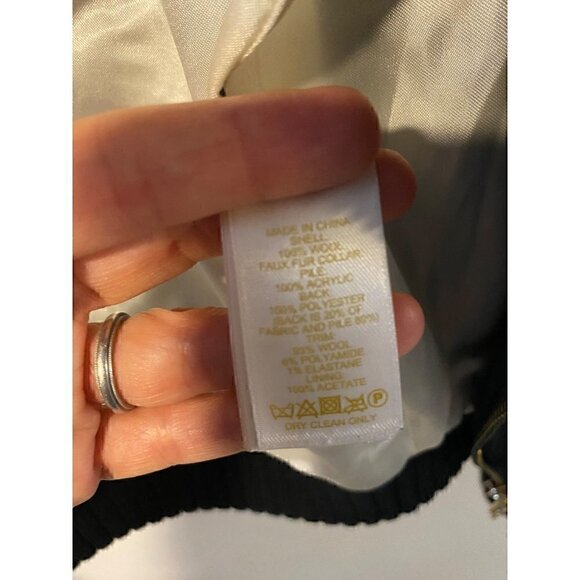 MADE IN CHINA
SHELL:
100% WOOL
FAUX FUR COLLAR:
PILE:
100% ACRYLIC
BACK
100% POLYESTER
(BACK IS 20% OF
FABRIC AND PILE 80%)
TRIM:
93% WOOL
6% POLYAMIDE
1% ELASTANE
LINING:
100% ACETATE
P
DRY CLEAN ONLY